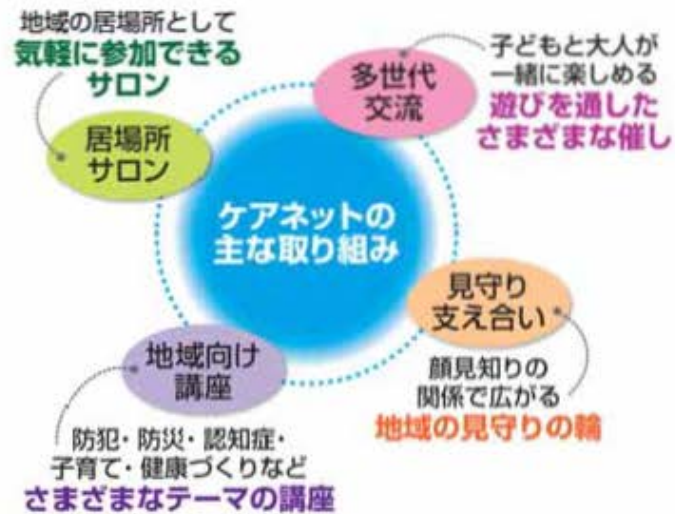 地域の居場所として
気軽に参加できる
サロン
居場所
サロン
多世代
交流
子どもと大人が
一緒に楽しめる
遊びを通した
さまざまな催し
ケアネットの
主な取り組み
見守り
支え合い
顔見知りの
関係で広がる
地域の見守りの輪
地域向け
講座
防犯・防災・認知症・
子育て・健康づくりなど
さまざまなテーマの講座